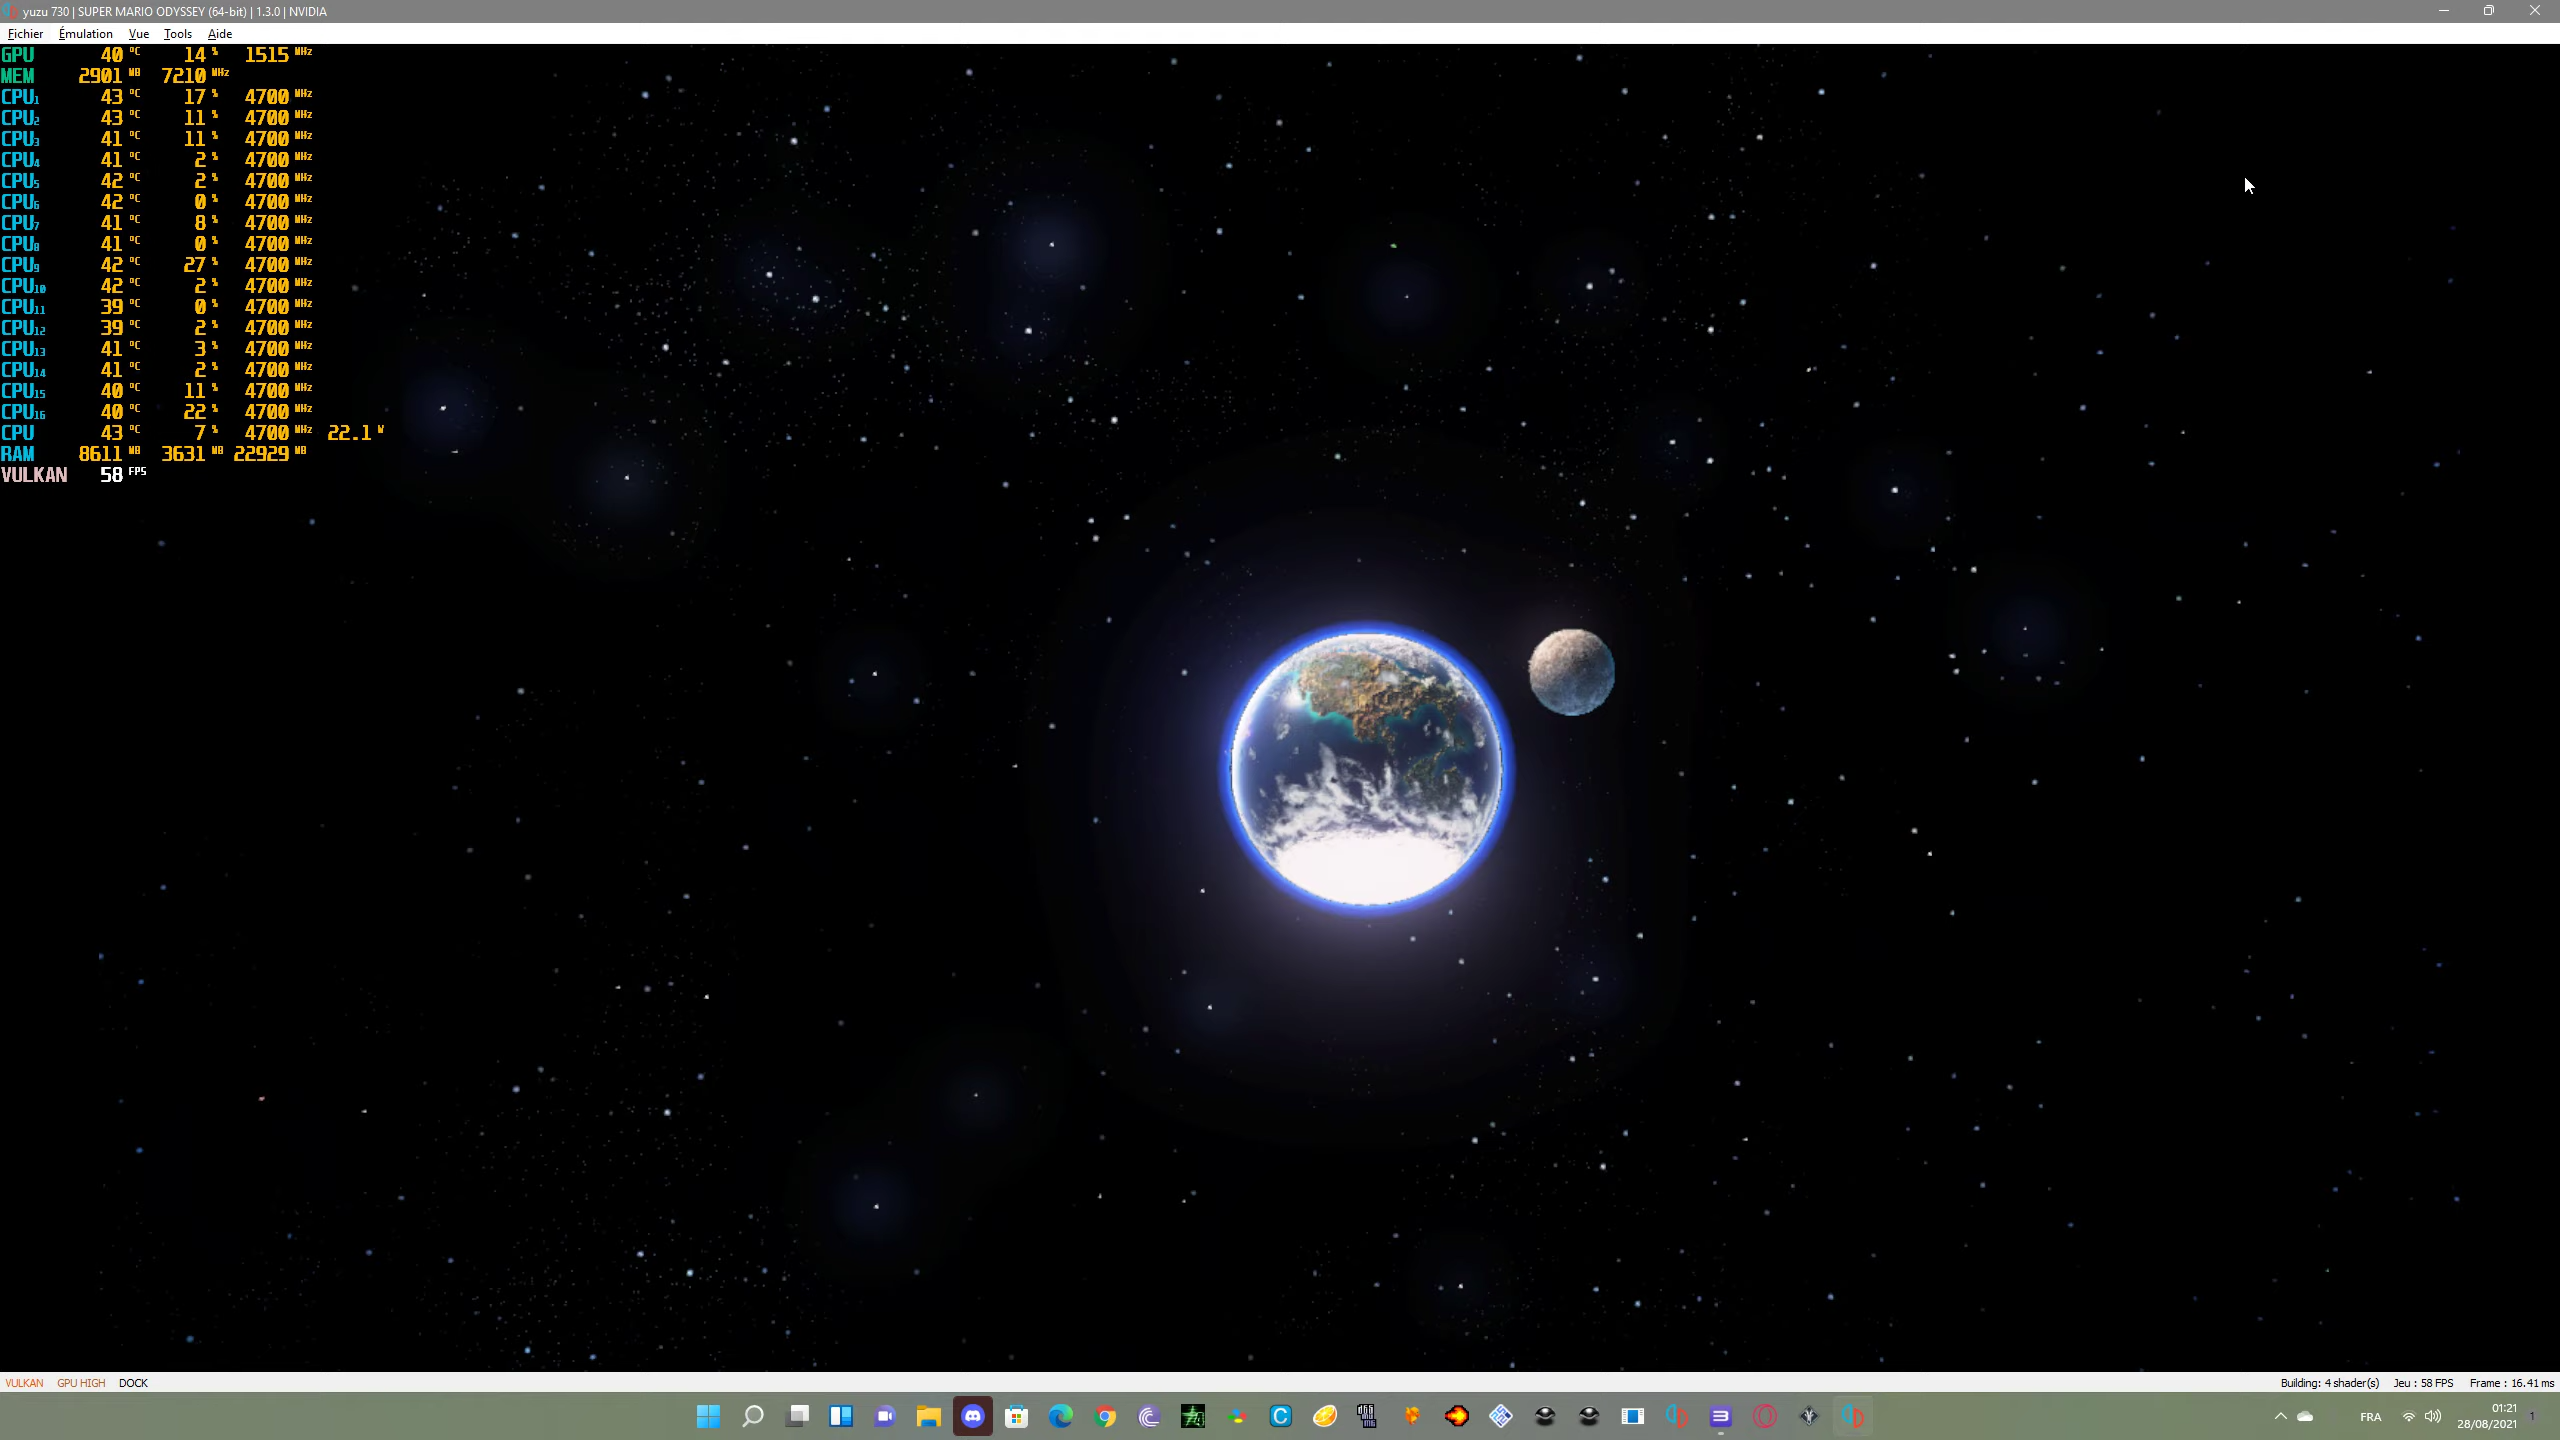 yuzu 730 | SUPER MARIO ODYSSEY (64-bit) | 1.3.0 | NVIDIA
Fichier Émulation Vue Tools Aide
GPU 40 °C 14 % 1515 MHz
MEM 2901 MB 7210 MHz
CPU1 43 °C 17 % 4700 MHz
CPU2 43 °C 11 % 4700 MHz
CPU3 41 °C 11 % 4700 MHz
CPU4 41 °C 2 % 4700 MHz
CPU5 42 °C 2 % 4700 MHz
CPU6 42 °C 0 % 4700 MHz
CPU7 41 °C 8 % 4700 MHz
CPU8 41 °C 0 % 4700 MHz
CPU9 42 °C 27 % 4700 MHz
CPU10 42 °C 2 % 4700 MHz
CPU11 39 °C 0 % 4700 MHz
CPU12 39 °C 2 % 4700 MHz
CPU13 41 °C 3 % 4700 MHz
CPU14 41 °C 2 % 4700 MHz
CPU15 40 °C 11 % 4700 MHz
CPU16 40 °C 22 % 4700 MHz
CPU 43 °C 7 % 4700 MHz 22.1 W
RAM 8611 MB 3631 MB 22929 MB
VULKAN 58 FPS
VULKAN GPU HIGH DOCK Building: 4 shader(s) Jeu : 58 FPS Frame : 16.41 ms
FRA 01:21 1
28/08/2021